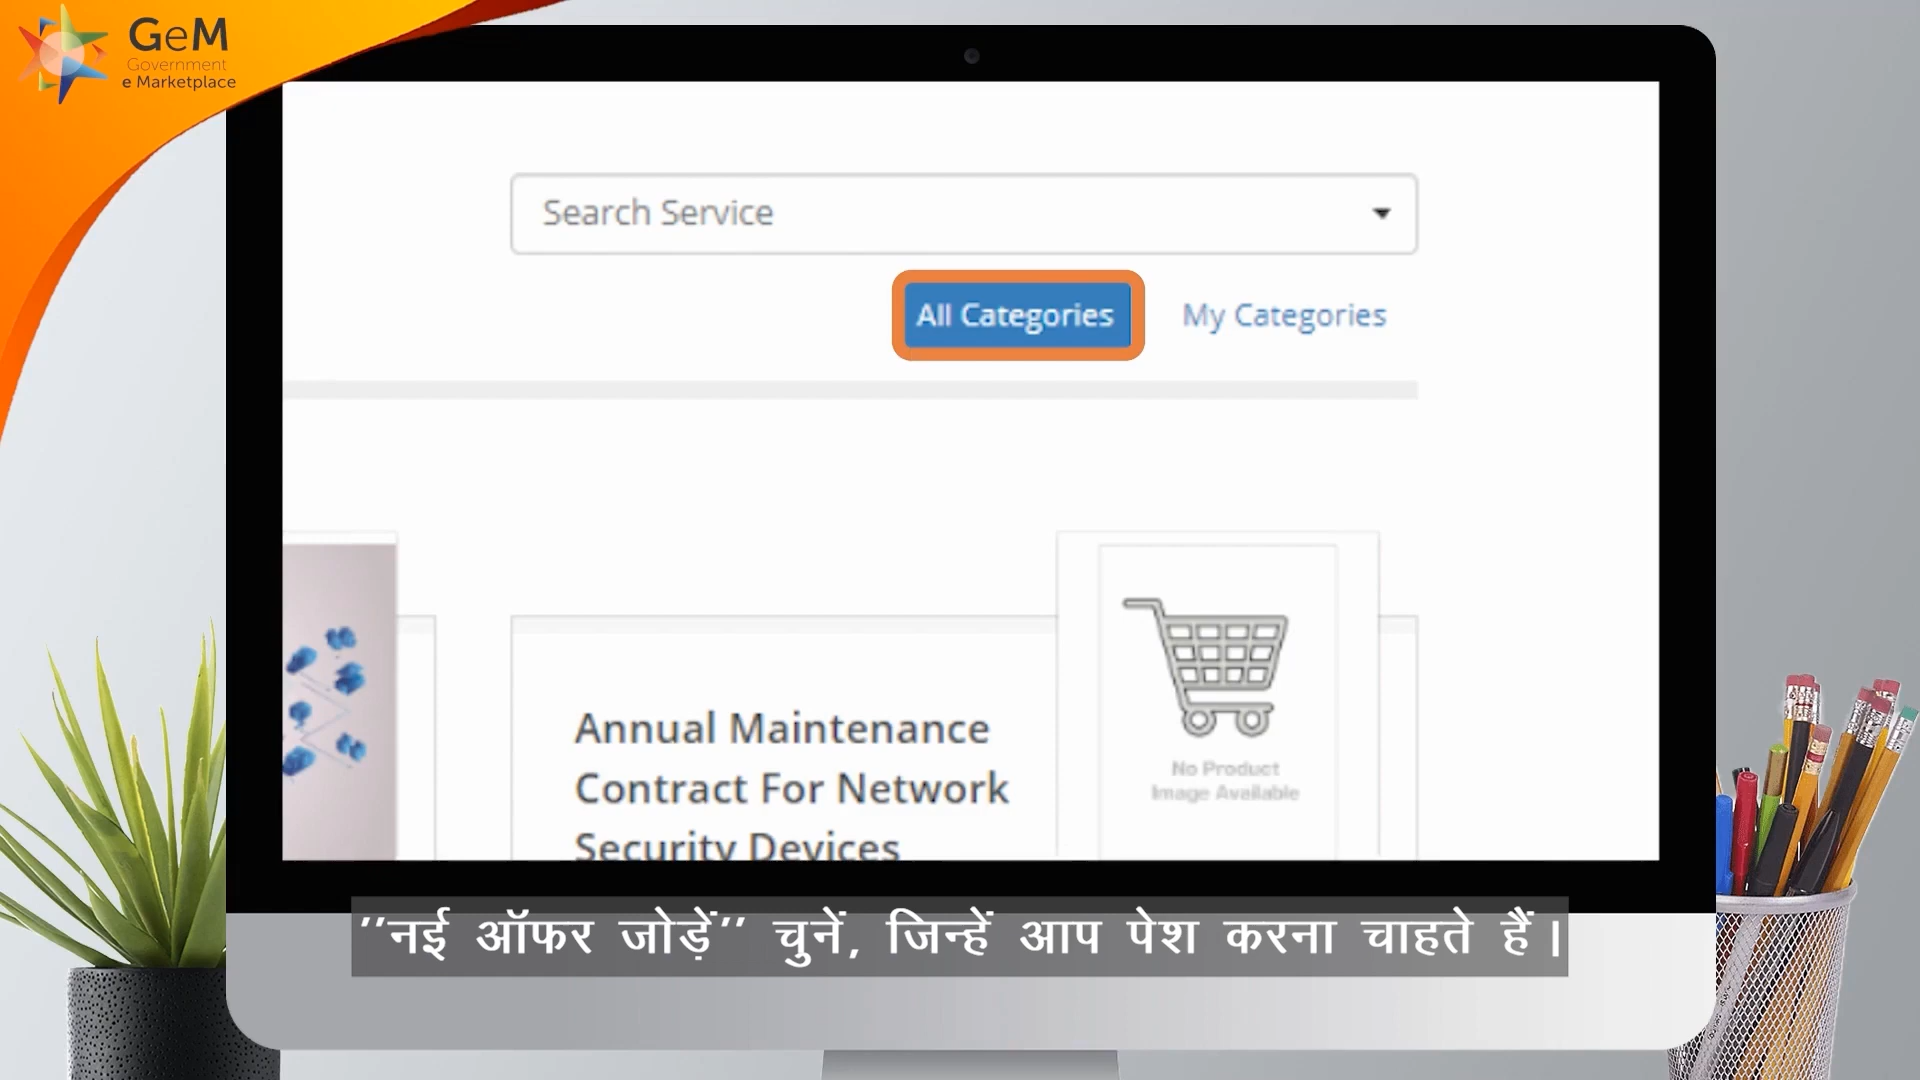 GeM
Government
e Marketplace
Search Service
All Categories
My Categories
Annual Maintenance
Contract For Network
Security Devices
No Product
Image Available
’’नई ऑफर जोड़ें’’ चुनें, जिन्हें आप पेश करना चाहते हैं।